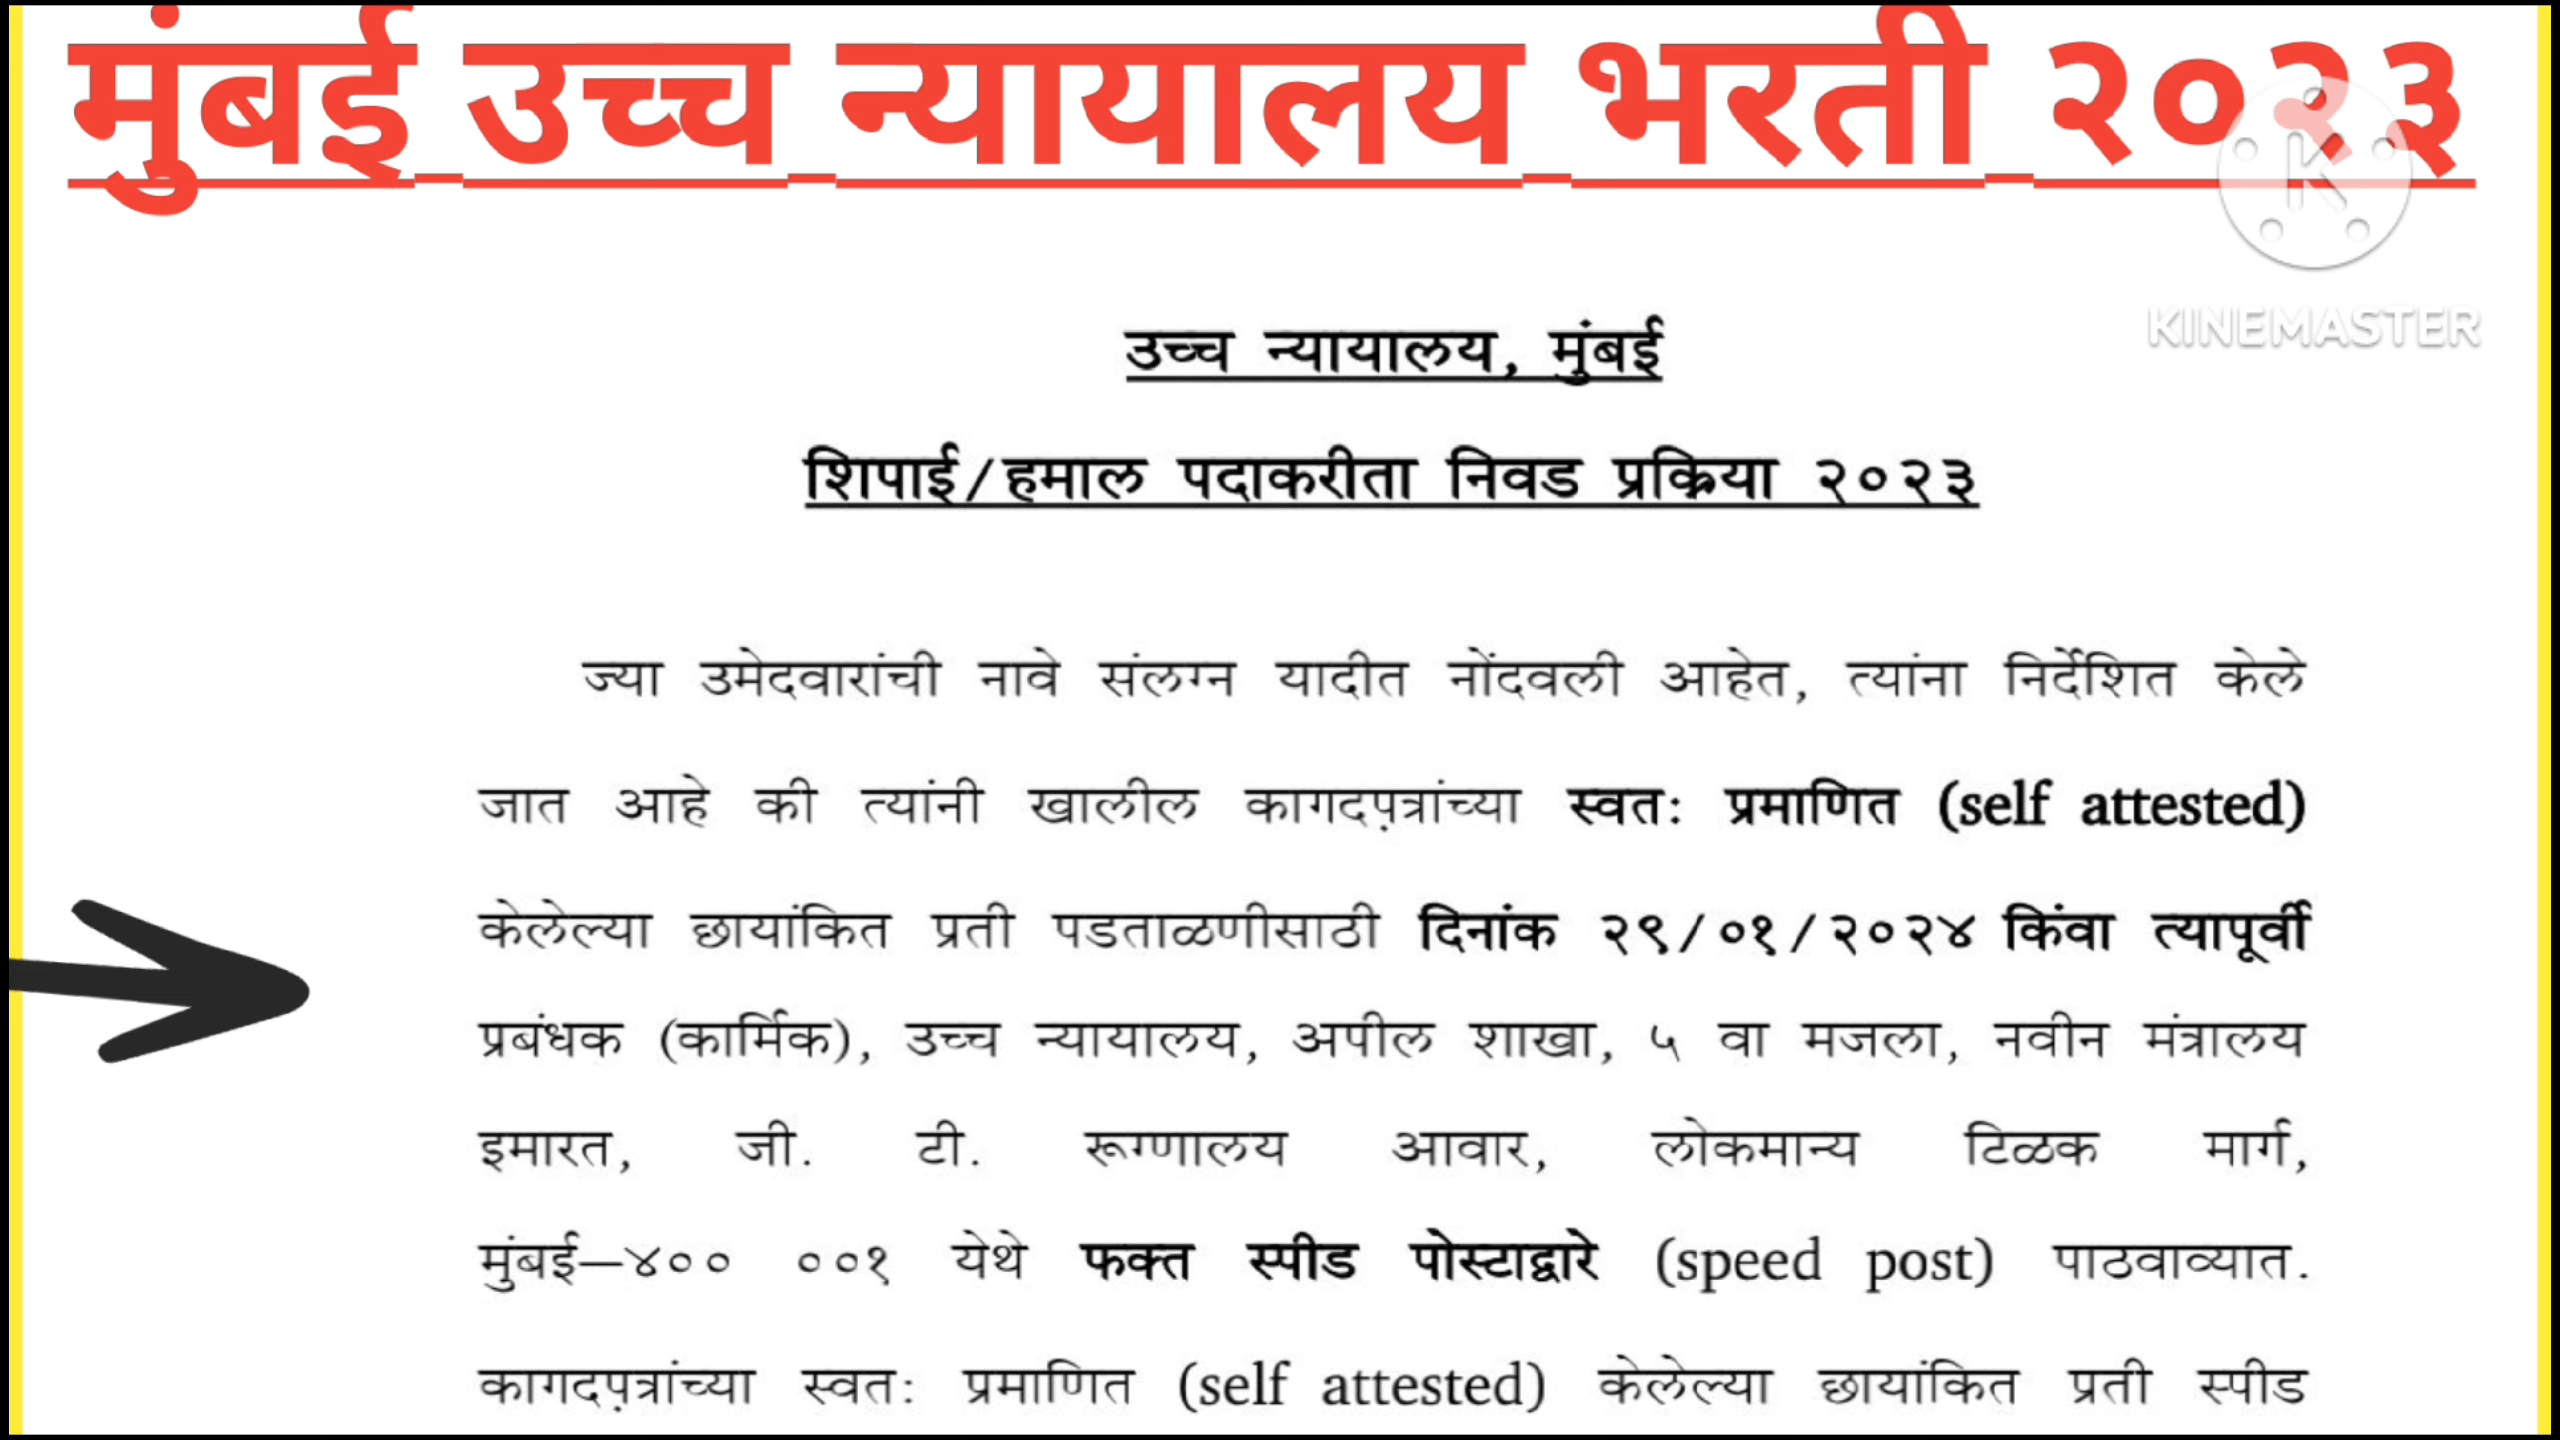 मुंबई उच्च न्यायालय भरती २०२३
KINEMASTER
उच्च न्यायालय, मुंबई
शिपाई/हमाल पदाकरीता निवड प्रक्रिया २०२३
ज्या उमेदवारांची नावे संलग्न यादीत नोंदवली आहेत, त्यांना निर्देशित केले
जात आहे की त्यांनी खालील कागदपत्रांच्या स्वतः प्रमाणित (self attested)
केलेल्या छायांकित प्रती पडताळणीसाठी दिनांक २९/०१/२०२४ किंवा त्यापूर्वी
प्रबंधक (कार्मिक), उच्च न्यायालय, अपील शाखा, ५ वा मजला, नवीन मंत्रालय
इमारत, जी. टी. रूग्णालय आवार, लोकमान्य टिळक मार्ग,
मुंबई—४०० ००१ येथे फक्त स्पीड पोस्टाद्वारे (speed post) पाठवाव्यात.
कागदपत्रांच्या स्वतः प्रमाणित (self attested) केलेल्या छायांकित प्रती स्पीड